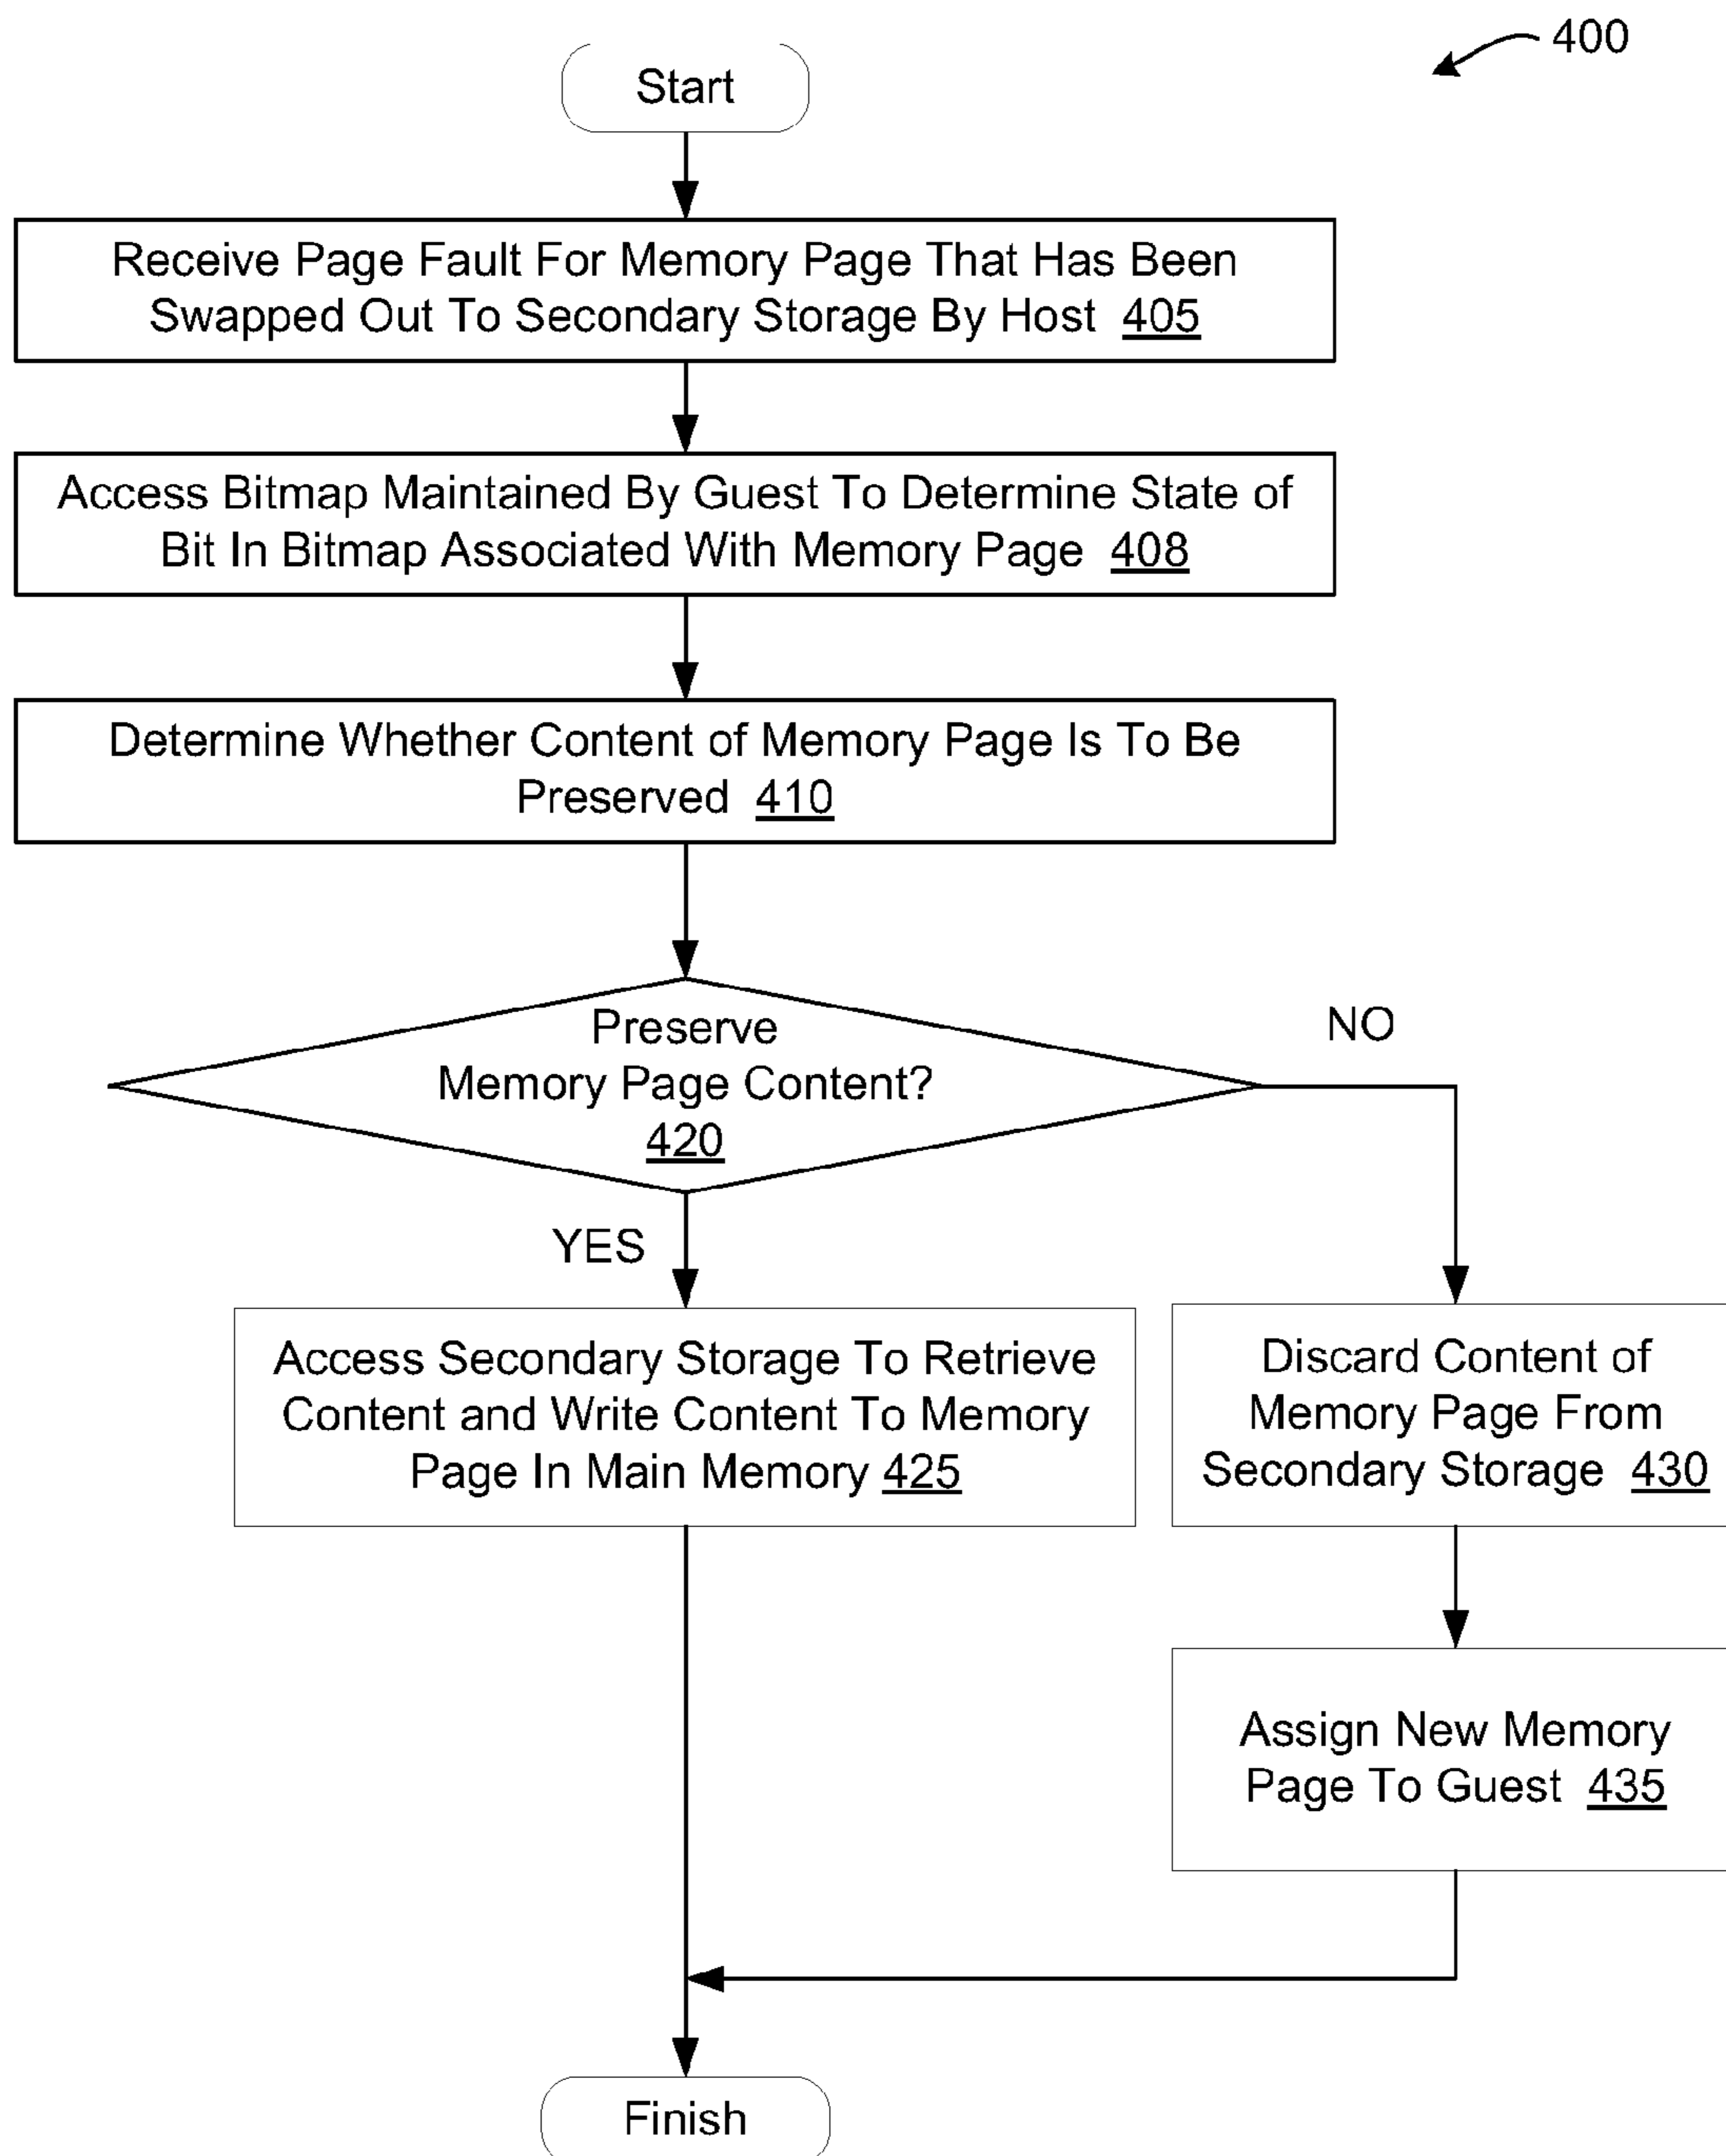 400
Start
Receive Page Fault For Memory Page That Has Been
Swapped Out To Secondary Storage By Host 405
Access Bitmap Maintained By Guest To Determine State of
Bit In Bitmap Associated With Memory Page 408
Determine Whether Content of Memory Page Is To Be
Preserved 410
Preserve
Memory Page Content?
420
NO
YES
Access Secondary Storage To Retrieve
Content and Write Content To Memory
Page In Main Memory 425
Discard Content of
Memory Page From
Secondary Storage 430
Assign New Memory
Page To Guest 435
Finish